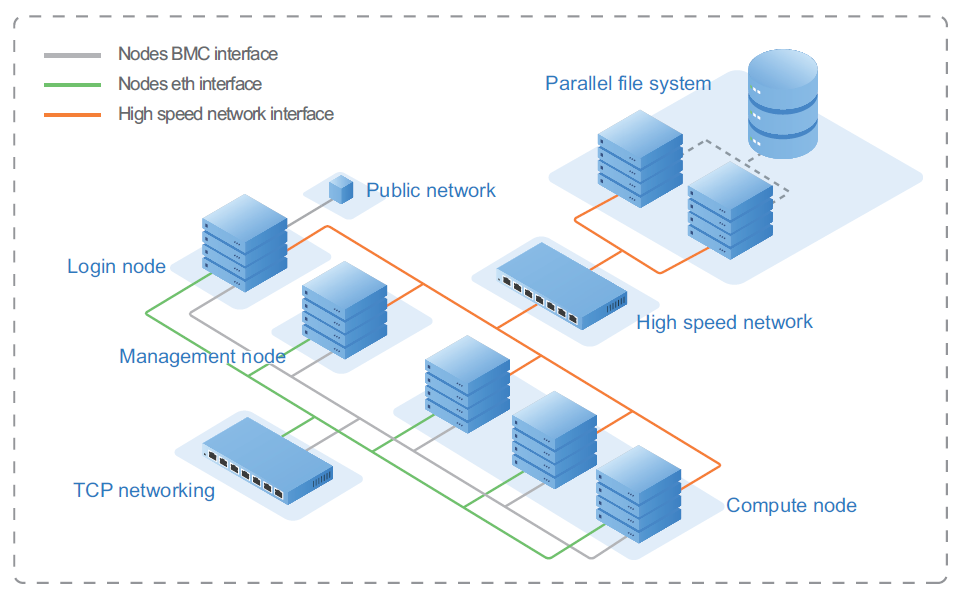 Nodes BMC interface
Nodes eth interface
High speed network interface
Parallel file system
Public network
Login node
High speed network
Management node
TCP networking
Compute node